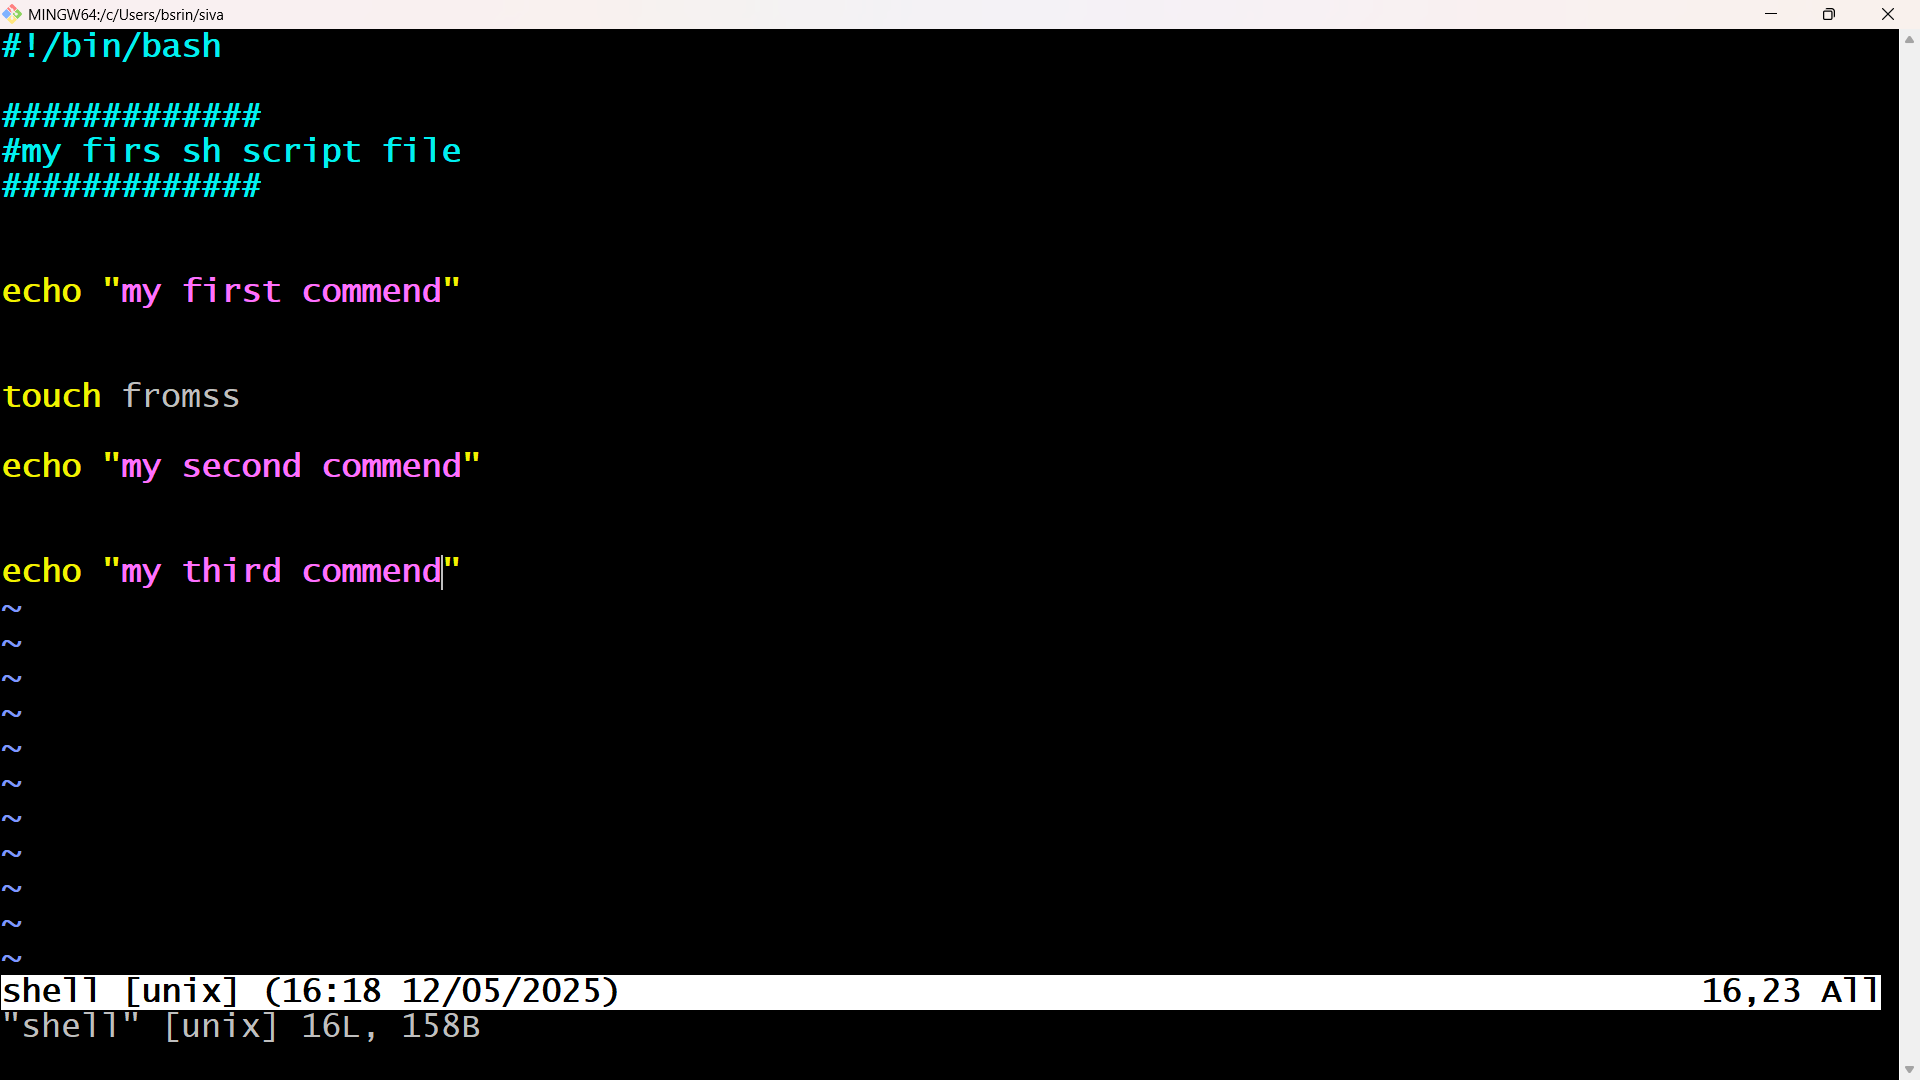 MINGW64:/c/Users/bsrin/siva
#!/bin/bash
#############
#my firs sh script file
#############
echo "my first commend"
touch fromss
echo "my second commend"
echo "my third commend"
~
~
~
~
~
~
~
~
~
~
~
shell [unix] (16:18 12/05/2025) 16,23 All
"shell" [unix] 16L, 158B